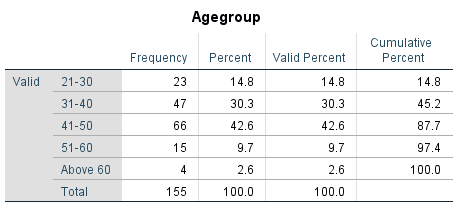 Agegroup
Frequency Percent Valid Percent Cumulative Percent
Valid 21-30 23 14.8 14.8 14.8
31-40 47 30.3 30.3 45.2
41-50 66 42.6 42.6 87.7
51-60 15 9.7 9.7 97.4
Above 60 4 2.6 2.6 100.0
Total 155 100.0 100.0